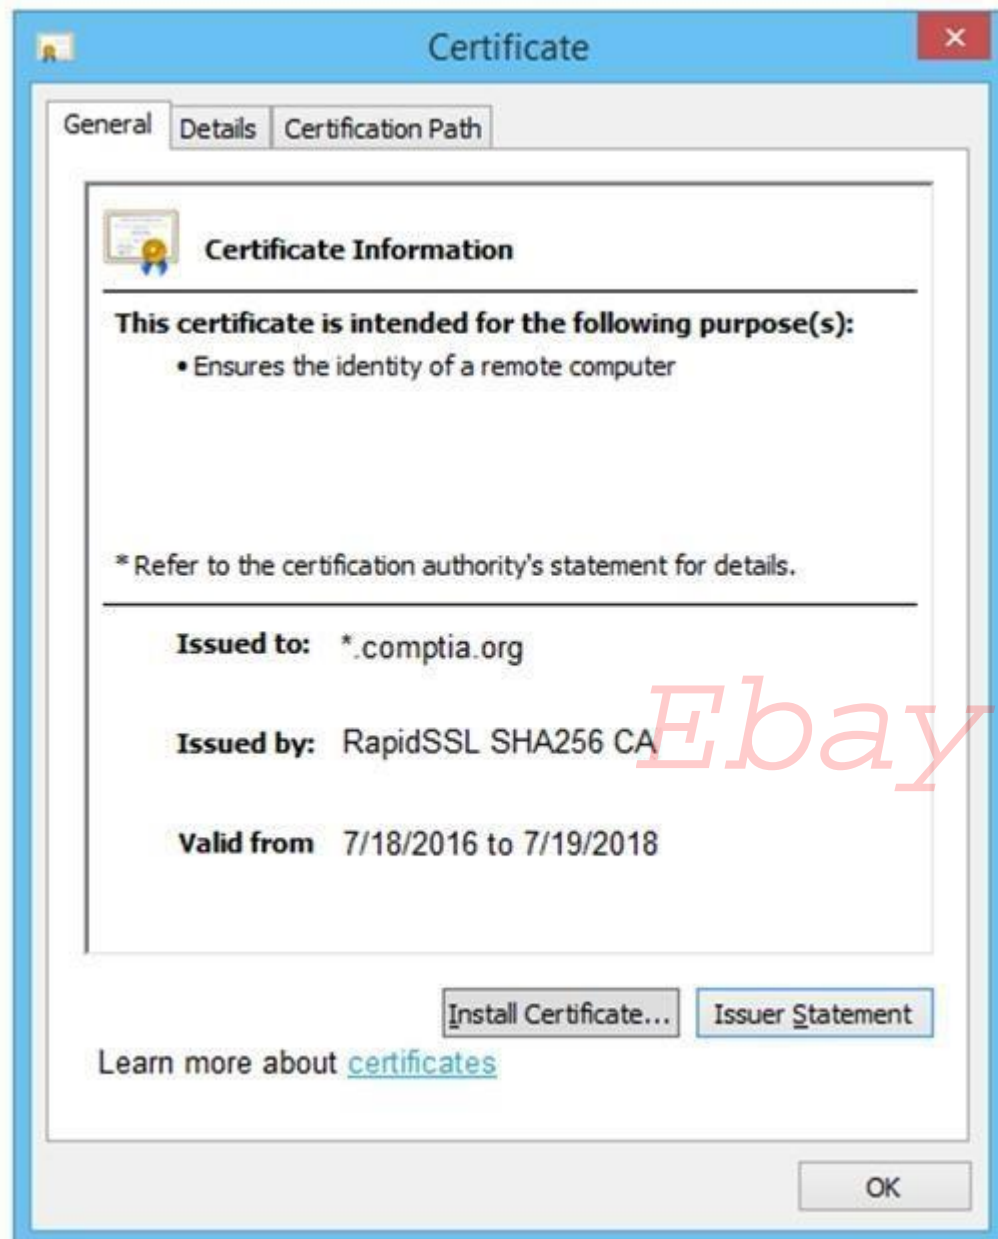 Certificate
General Details Certification Path
Certificate Information
This certificate is intended for the following purpose(s):
• Ensures the identity of a remote computer
* Refer to the certification authority's statement for details.
Issued to: *.comptia.org
Issued by: RapidSSL SHA256 CA
Ebay
Valid from 7/18/2016 to 7/19/2018
Install Certificate... Issuer Statement
Learn more about certificates
OK